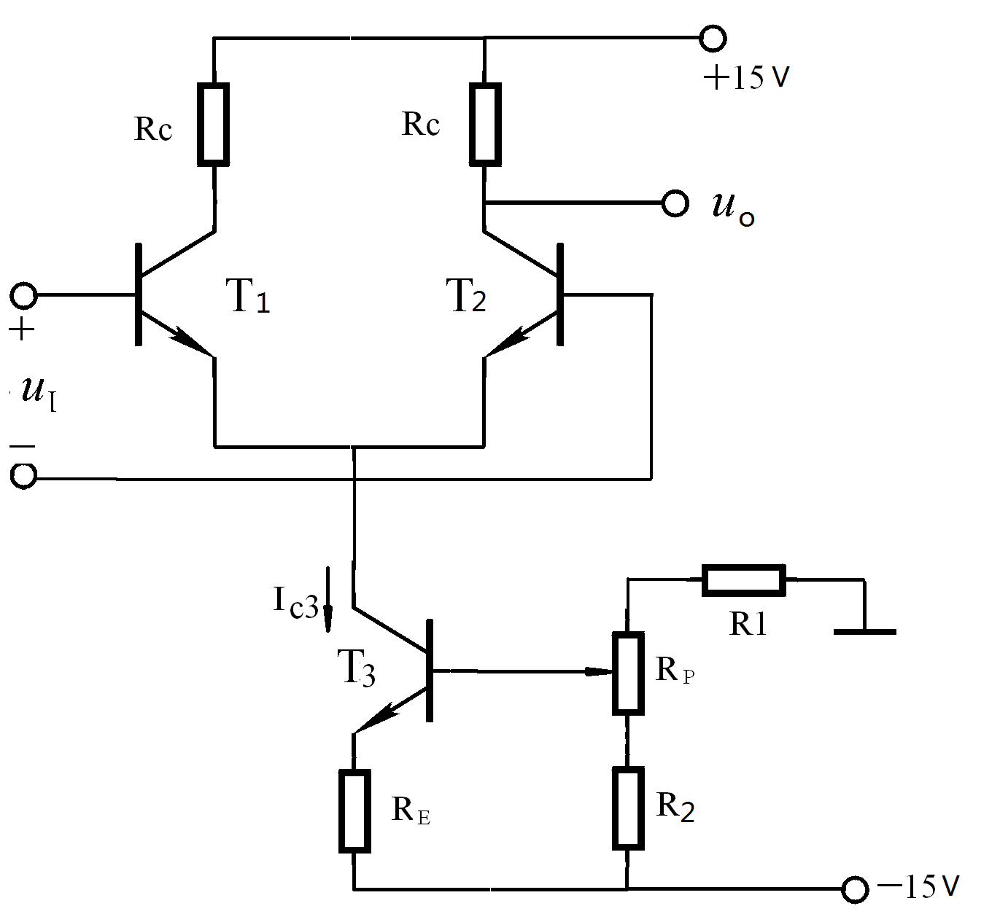 +15V
Rc
Rc
uo
T1
T2
+
uI
−
Ic3
R1
T3
RP
RE
R2
−15V